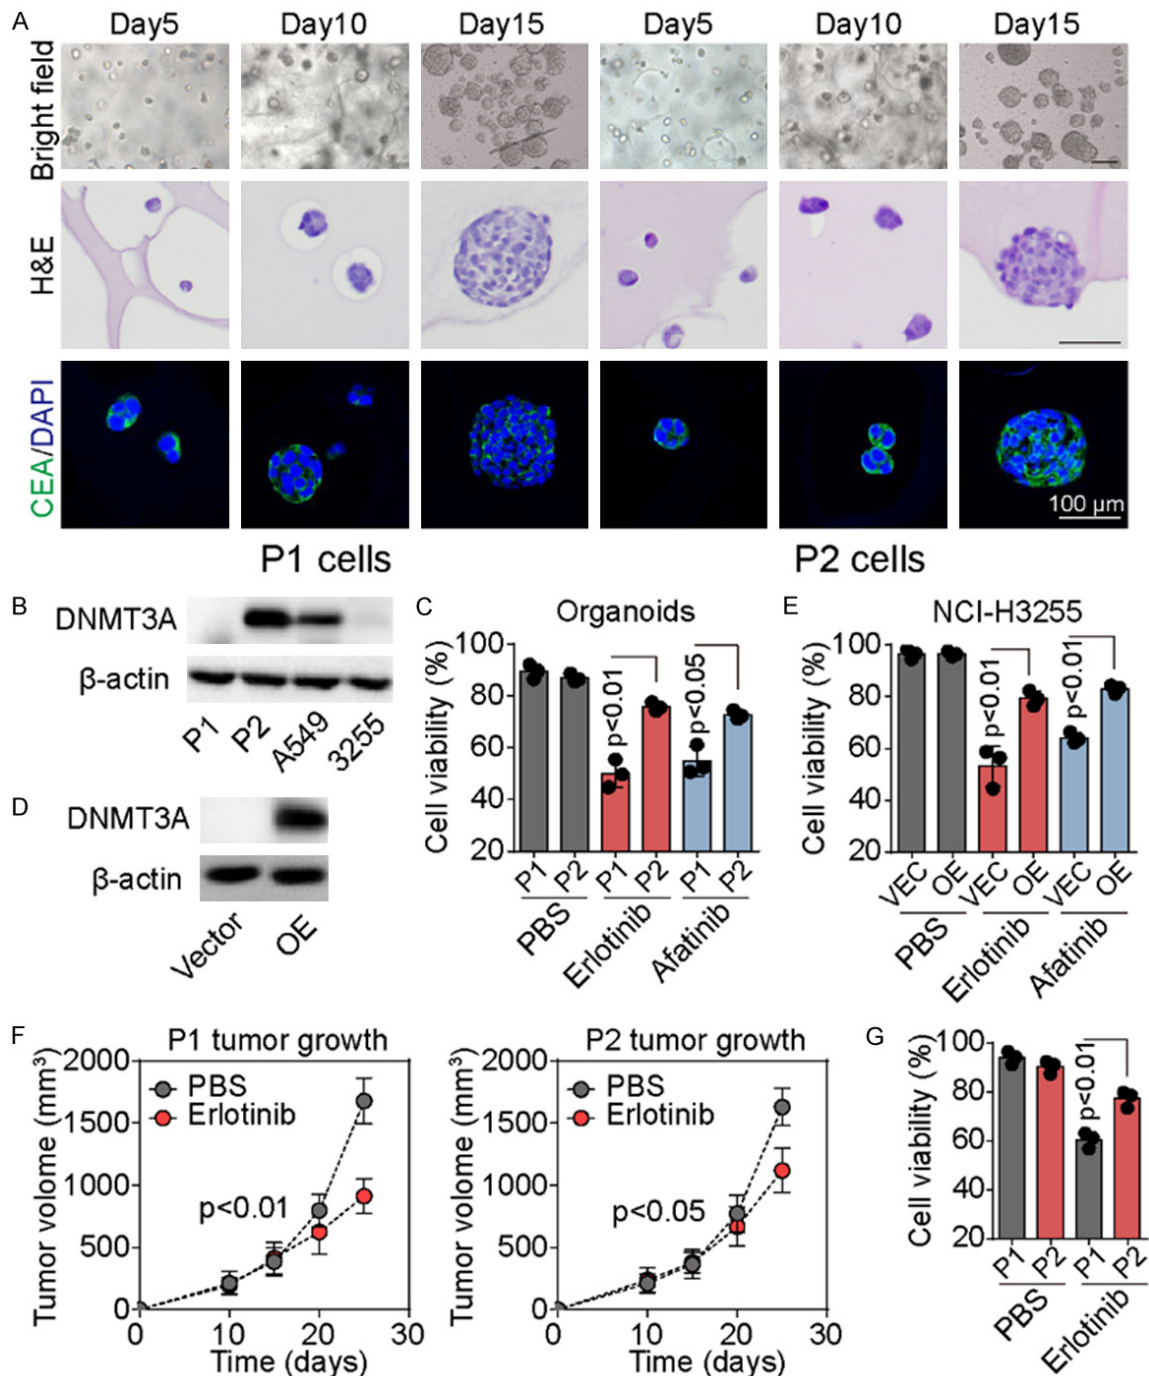 A
Day5 Day10 Day15 Day5 Day10 Day15
Bright field
H&E
CEA/DAPI
100 µm
P1 cells P2 cells
B
DNMT3A
β-actin
P1 P2 A549 3255
C
Organoids
Cell viability (%)
100
80
60
40
20
p<0.01
p<0.05
P1 P2 P1 P2 P1 P2
PBS Erlotinib Afatinib
D
DNMT3A
β-actin
Vector OE
E
NCI-H3255
Cell viability (%)
100
80
60
40
20
p<0.01
p<0.01
VEC OE VEC OE VEC OE
PBS Erlotinib Afatinib
F
P1 tumor growth
Tumor volome (mm³)
2000
1500
1000
500
0
PBS
Erlotinib
p<0.01
0 10 20 30
Time (days)
P2 tumor growth
Tumor volome (mm³)
2000
1500
1000
500
0
PBS
Erlotinib
p<0.05
0 10 20 30
Time (days)
G
Cell viability (%)
100
80
60
40
20
p<0.01
P1 P2 P1 P2
PBS Erlotinib